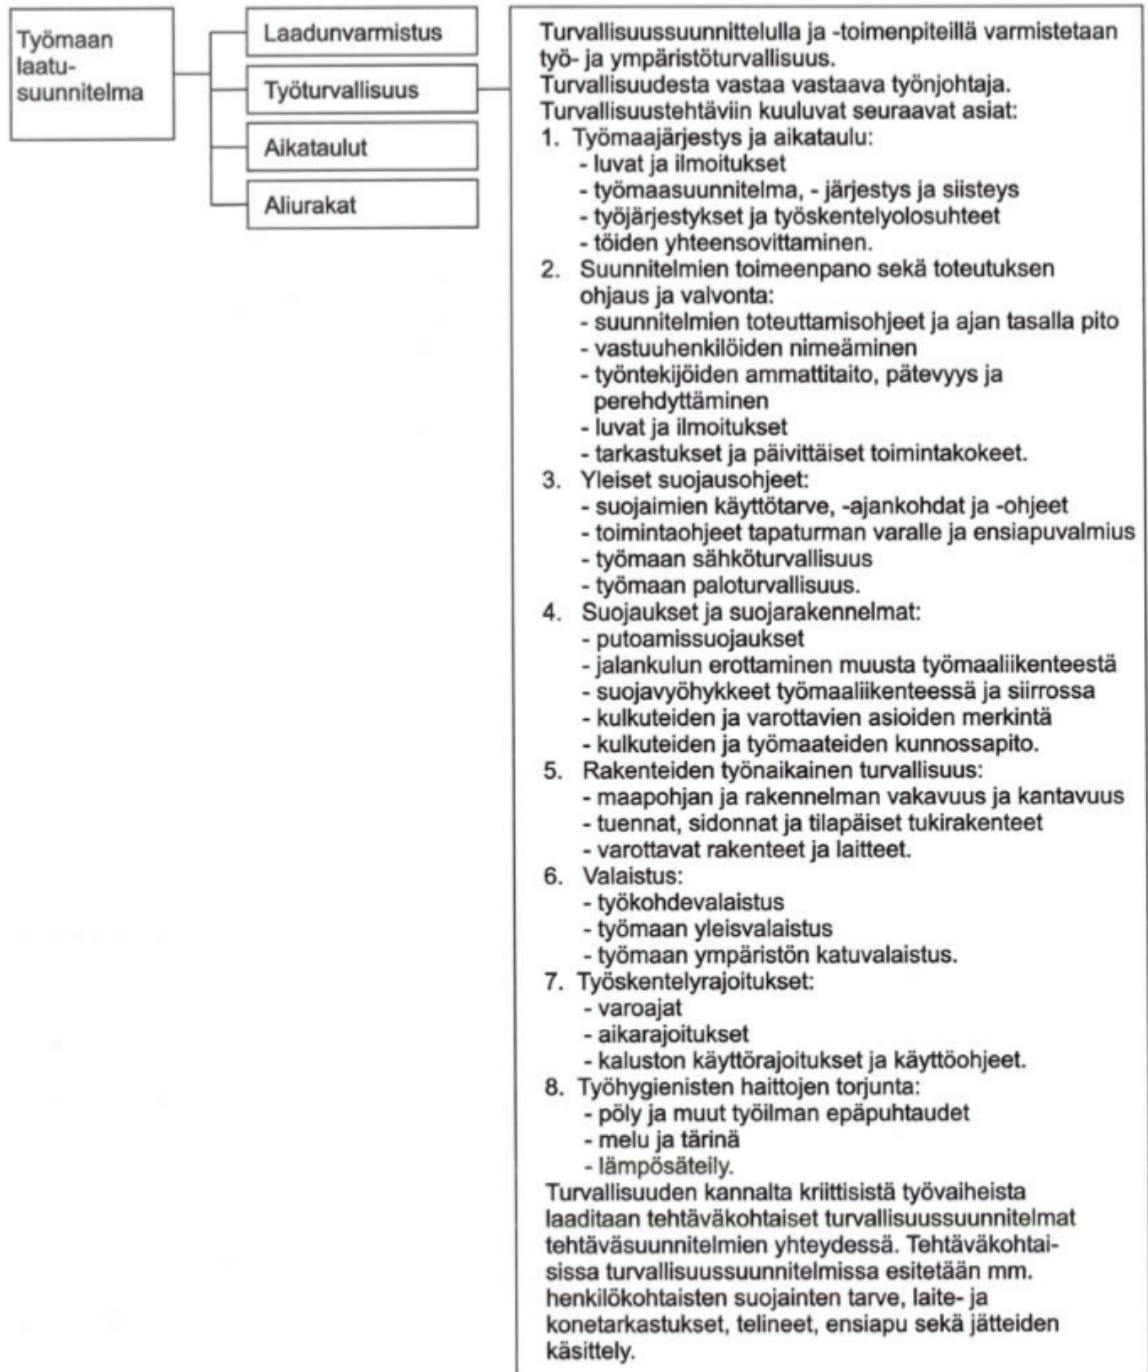 Työmaan
laatu-
suunnitelma
Laadunvarmistus
Työturvallisuus
Aikataulut
Aliurakat
Turvallisuussuunnittelulla ja -toimenpiteillä varmistetaan
työ- ja ympäristöturvallisuus.
Turvallisuudesta vastaa vastaava työnjohtaja.
Turvallisuustehtäviin kuuluvat seuraavat asiat:
1. Työmaajärjestys ja aikataulu:
- luvat ja ilmoitukset
- työmaasuunnitelma, - järjestys ja siisteys
- työjärjestykset ja työskentelyolosuhteet
- töiden yhteensovittaminen.
2. Suunnitelmien toimeenpano sekä toteutuksen
ohjaus ja valvonta:
- suunnitelmien toteuttamisohjeet ja ajan tasalla pito
- vastuuhenkilöiden nimeäminen
- työntekijöiden ammattitaito, pätevyys ja
perehdyttäminen
- luvat ja ilmoitukset
- tarkastukset ja päivittäiset toimintakokeet.
3. Yleiset suojausohjeet:
- suojaimien käyttötarve, -ajankohdat ja -ohjeet
- toimintaohjeet tapaturman varalle ja ensiapuvalmius
- työmaan sähköturvallisuus
- työmaan paloturvallisuus.
4. Suojaukset ja suojarakennelmat:
- putoamissuojaukset
- jalankulun erottaminen muusta työmaaliikenteestä
- suojavyöhykkeet työmaaliikenteessä ja siirrossa
- kulkuteiden ja varottavien asioiden merkintä
- kulkuteiden ja työmaateiden kunnossapito.
5. Rakenteiden työnaikainen turvallisuus:
- maapohjan ja rakennelman vakavuus ja kantavuus
- tuennat, sidonnat ja tilapäiset tukirakenteet
- varottavat rakenteet ja laitteet.
6. Valaistus:
- työkohdevalaistus
- työmaan yleisvalaistus
- työmaan ympäristön katuvalaistus.
7. Työskentelyrajoitukset:
- varoajat
- aikarajoitukset
- kaluston käyttörajoitukset ja käyttöohjeet.
8. Työhygienisten haittojen torjunta:
- pöly ja muut työilman epäpuhtaudet
- melu ja tärinä
- lämpösäteily.
Turvallisuuden kannalta kriittisistä työvaiheista
laaditaan tehtäväkohtaiset turvallisuussuunnitelmat
tehtäväsuunnitelmien yhteydessä. Tehtäväkohtai-
sissa turvallisuussuunnitelmissa esitetään mm.
henkilökohtaisten suojainten tarve, laite- ja
konetarkastukset, telineet, ensiapu sekä jätteiden
käsittely.